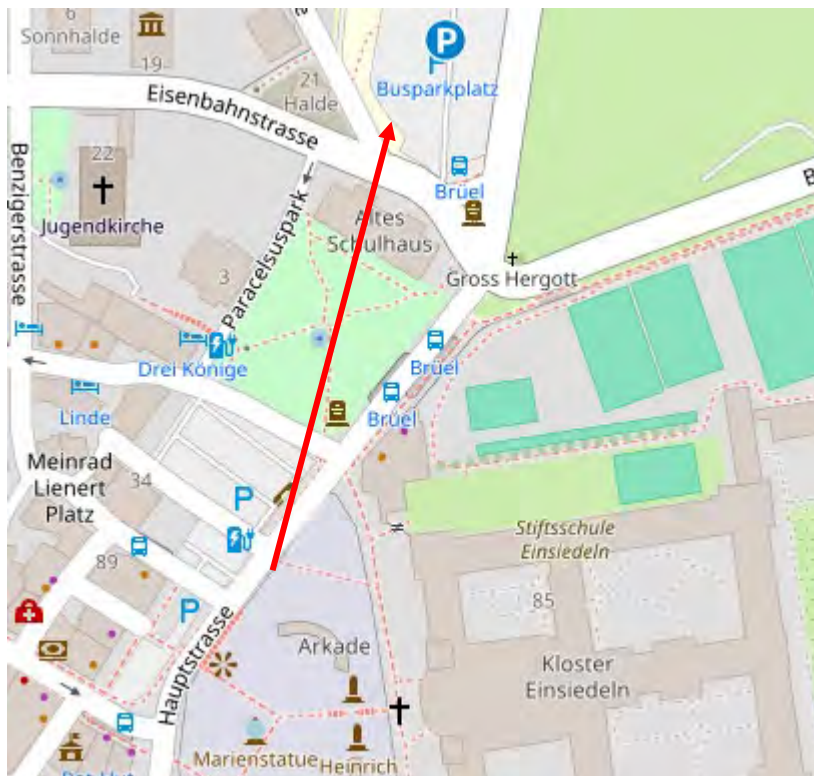 6
Sonnhalde
19
21
Halde
P
Busparkplatz
Eisenbahnstrasse
Benzigerstrasse
22
Jugendkirche
Paracelsuspark
3
Altes
Schulhaus
Brüel
B
Gross Hergott
Drei Könige
Brüel
Brüel
Linde
Meinrad
Lienert
Platz
34
P
89
P
Hauptstrasse
Stiftsschule
Einsiedeln
85
Arkade
Kloster
Einsiedeln
Marienstatue
Heinrich